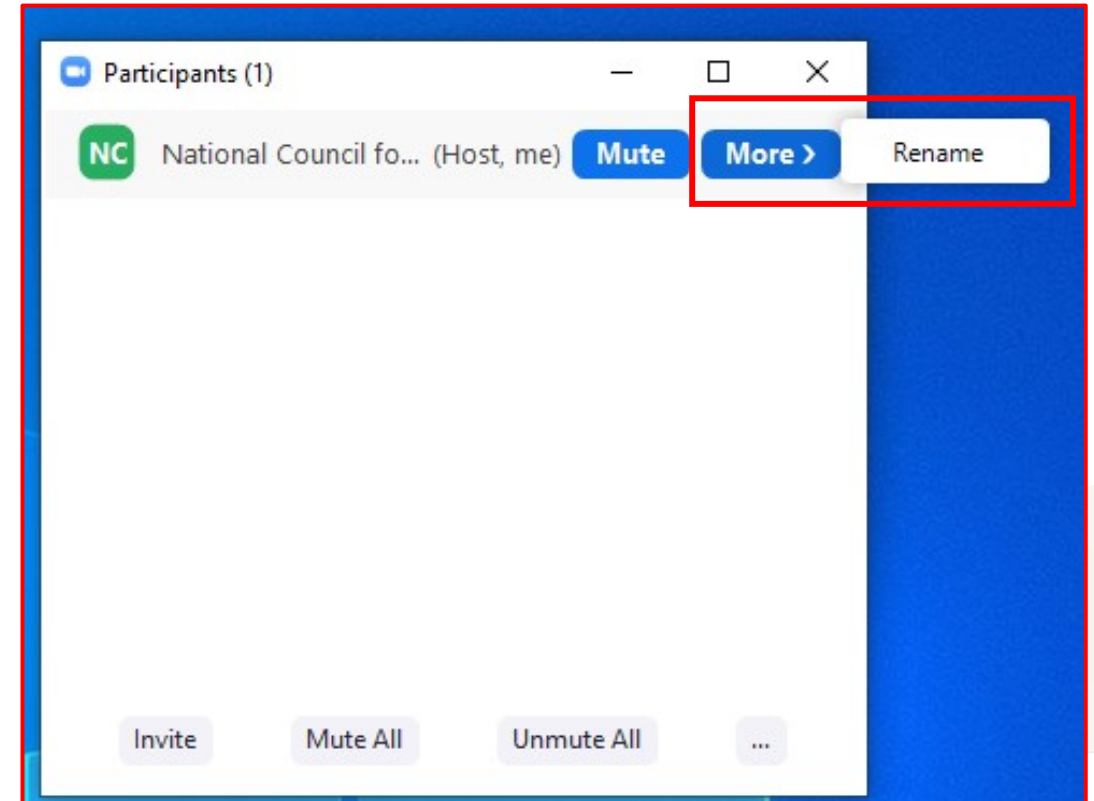 Participants (1)
NC National Council fo... (Host, me) Mute More > Rename
Invite Mute All Unmute All ...